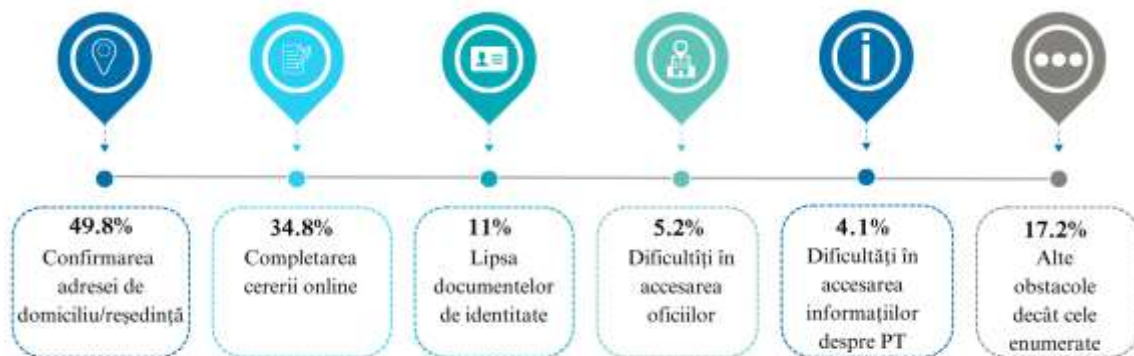 49.8%
Confirmarea
adresei de
domiciliu/reședință
34.8%
Completarea
cererii online
11%
Lipsa
documentelor
de identitate
5.2%
Dificultîți în
accesarea
oficiilor
4.1%
Dificultăți în
accesarea
informațiilor
despre PT
17.2%
Alte
obstacole
decât cele
enumerate